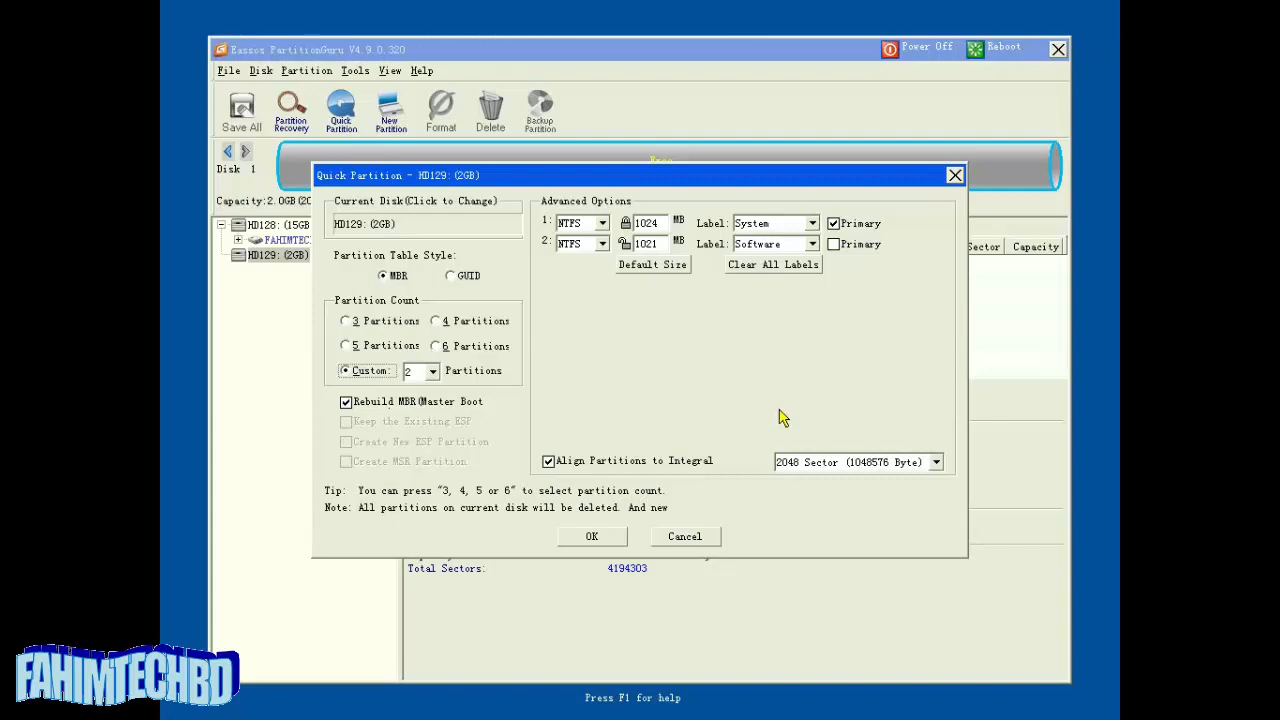 Eassos PartitionGuru V4.9.0.320
Power Off
Reboot
File Disk Partition Tools View Help
Save All
Partition Recovery
Quick Partition
New Partition
Format
Delete
Backup Partition
Disk 1
Capacity:2.0GB(20
Quick Partition - HD129:(2GB)
HD128:(15GB
FAHIMTEC
HD129:(2GB)
Sector
Capacity
Current Disk(Click to Change)
HD129:(2GB)
Partition Table Style:
MBR
GUID
Partition Count
3 Partitions
4 Partitions
5 Partitions
6 Partitions
Custom: 2 Partitions
Rebuild MBR(Master Boot
Keep the Existing ESP
Create New ESP Partition
Create MSR Partition
Advanced Options
1: NTFS 1024 MB Label: System Primary
2: NTFS 1021 MB Label: Software Primary
Default Size
Clear All Labels
Align Partitions to Integral
2048 Sector (1048576 Byte)
Tip: You can press "3, 4, 5 or 6" to select partition count.
Note: All partitions on current disk will be deleted. And new
OK
Cancel
Total Sectors: 4194303
FAHIMTECHBD
Press F1 for help